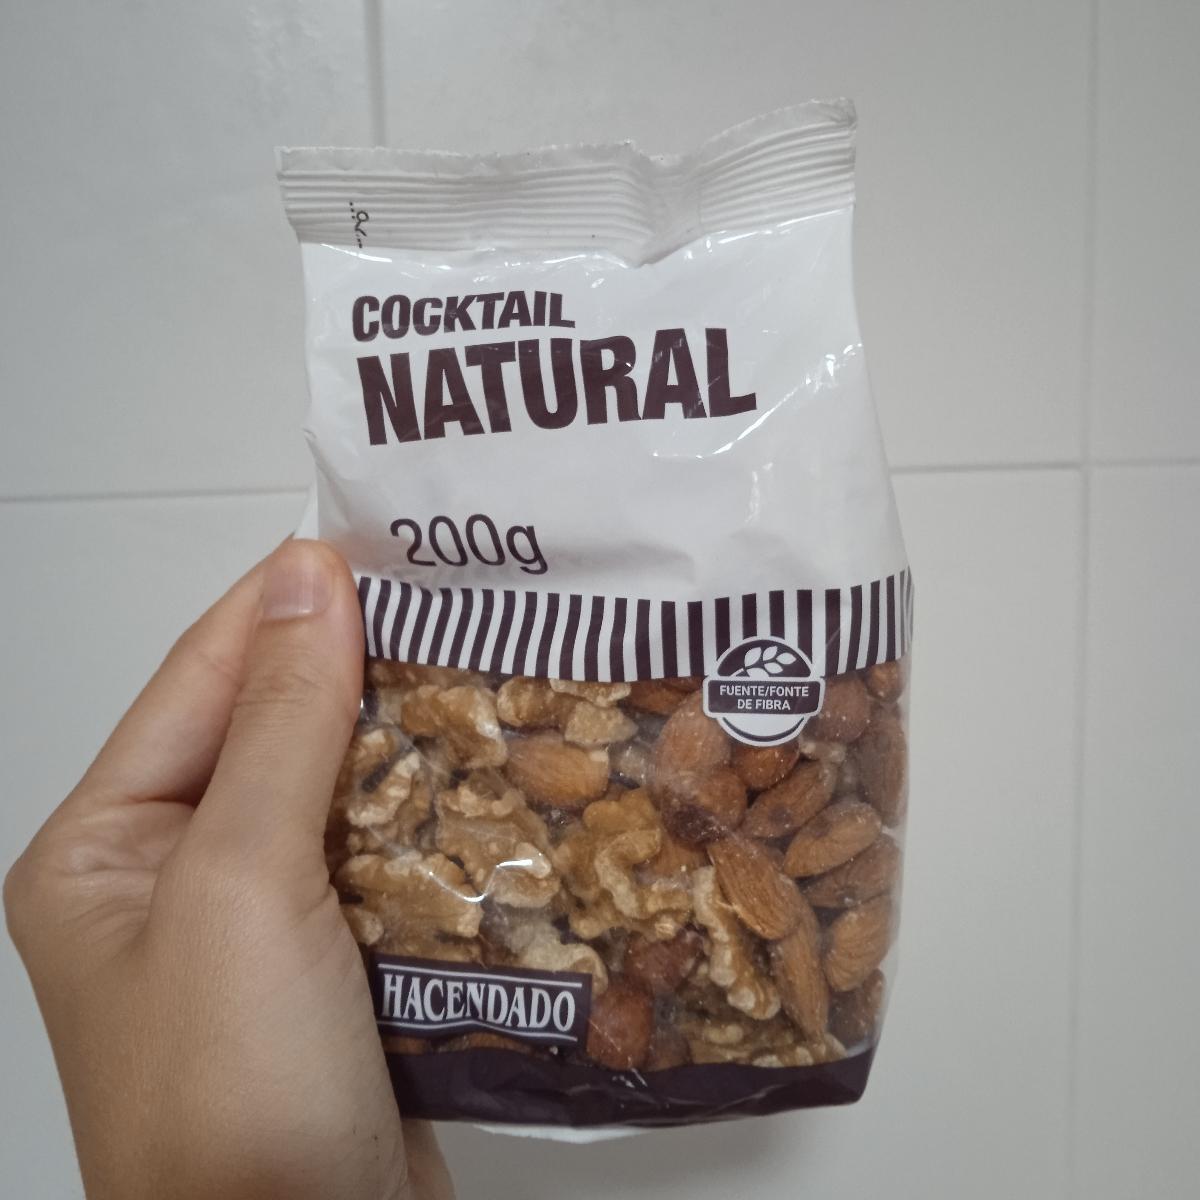 COCKTAIL
NATURAL
200g
FUENTE/FONTE
DE FIBRA
HACENDADO